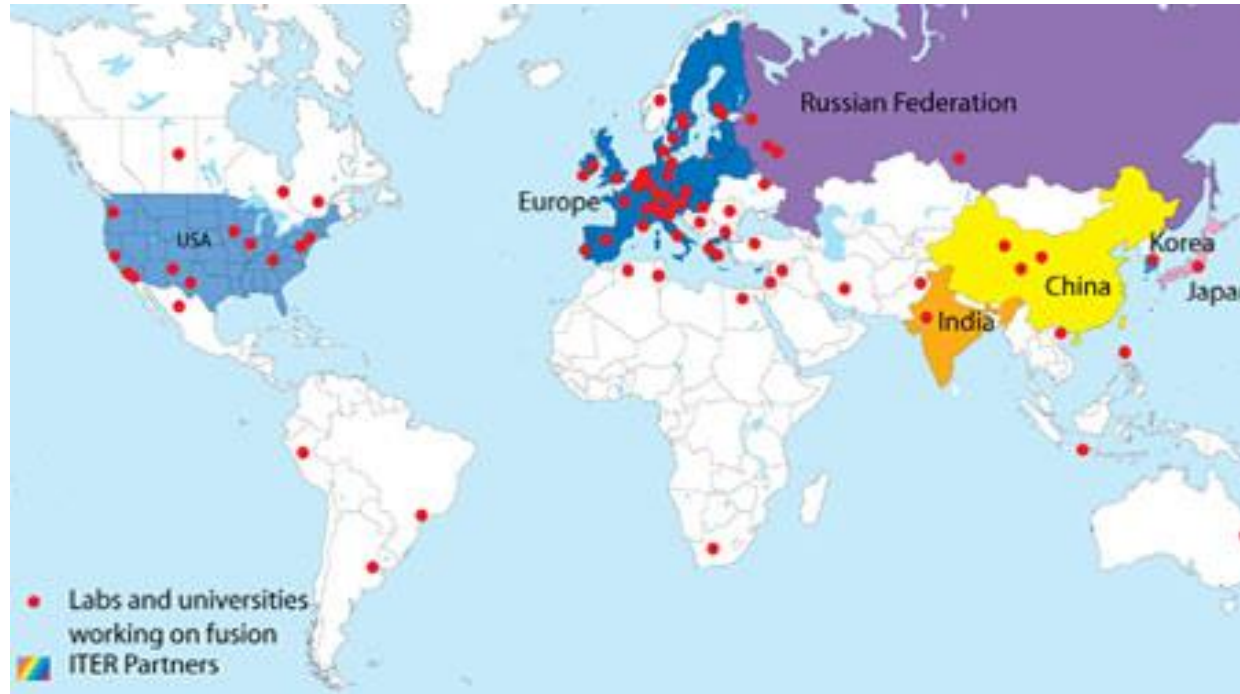 Russian Federation
Europe
USA
Korea
China
Japa
India
Labs and universities
working on fusion
ITER Partners